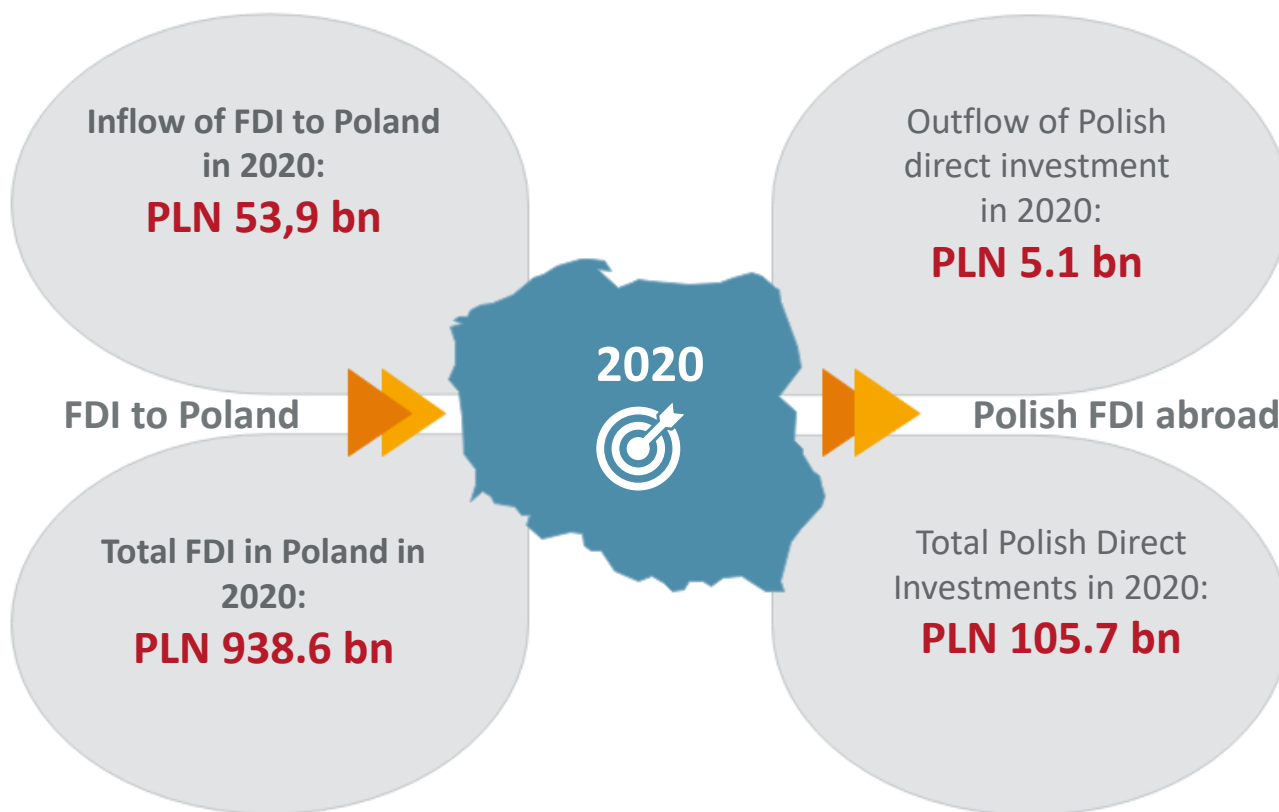 Inflow of FDI to Poland
in 2020:
PLN 53,9 bn
Outflow of Polish
direct investment
in 2020:
PLN 5.1 bn
2020
FDI to Poland
Polish FDI abroad
Total FDI in Poland in
2020:
PLN 938.6 bn
Total Polish Direct
Investments in 2020:
PLN 105.7 bn